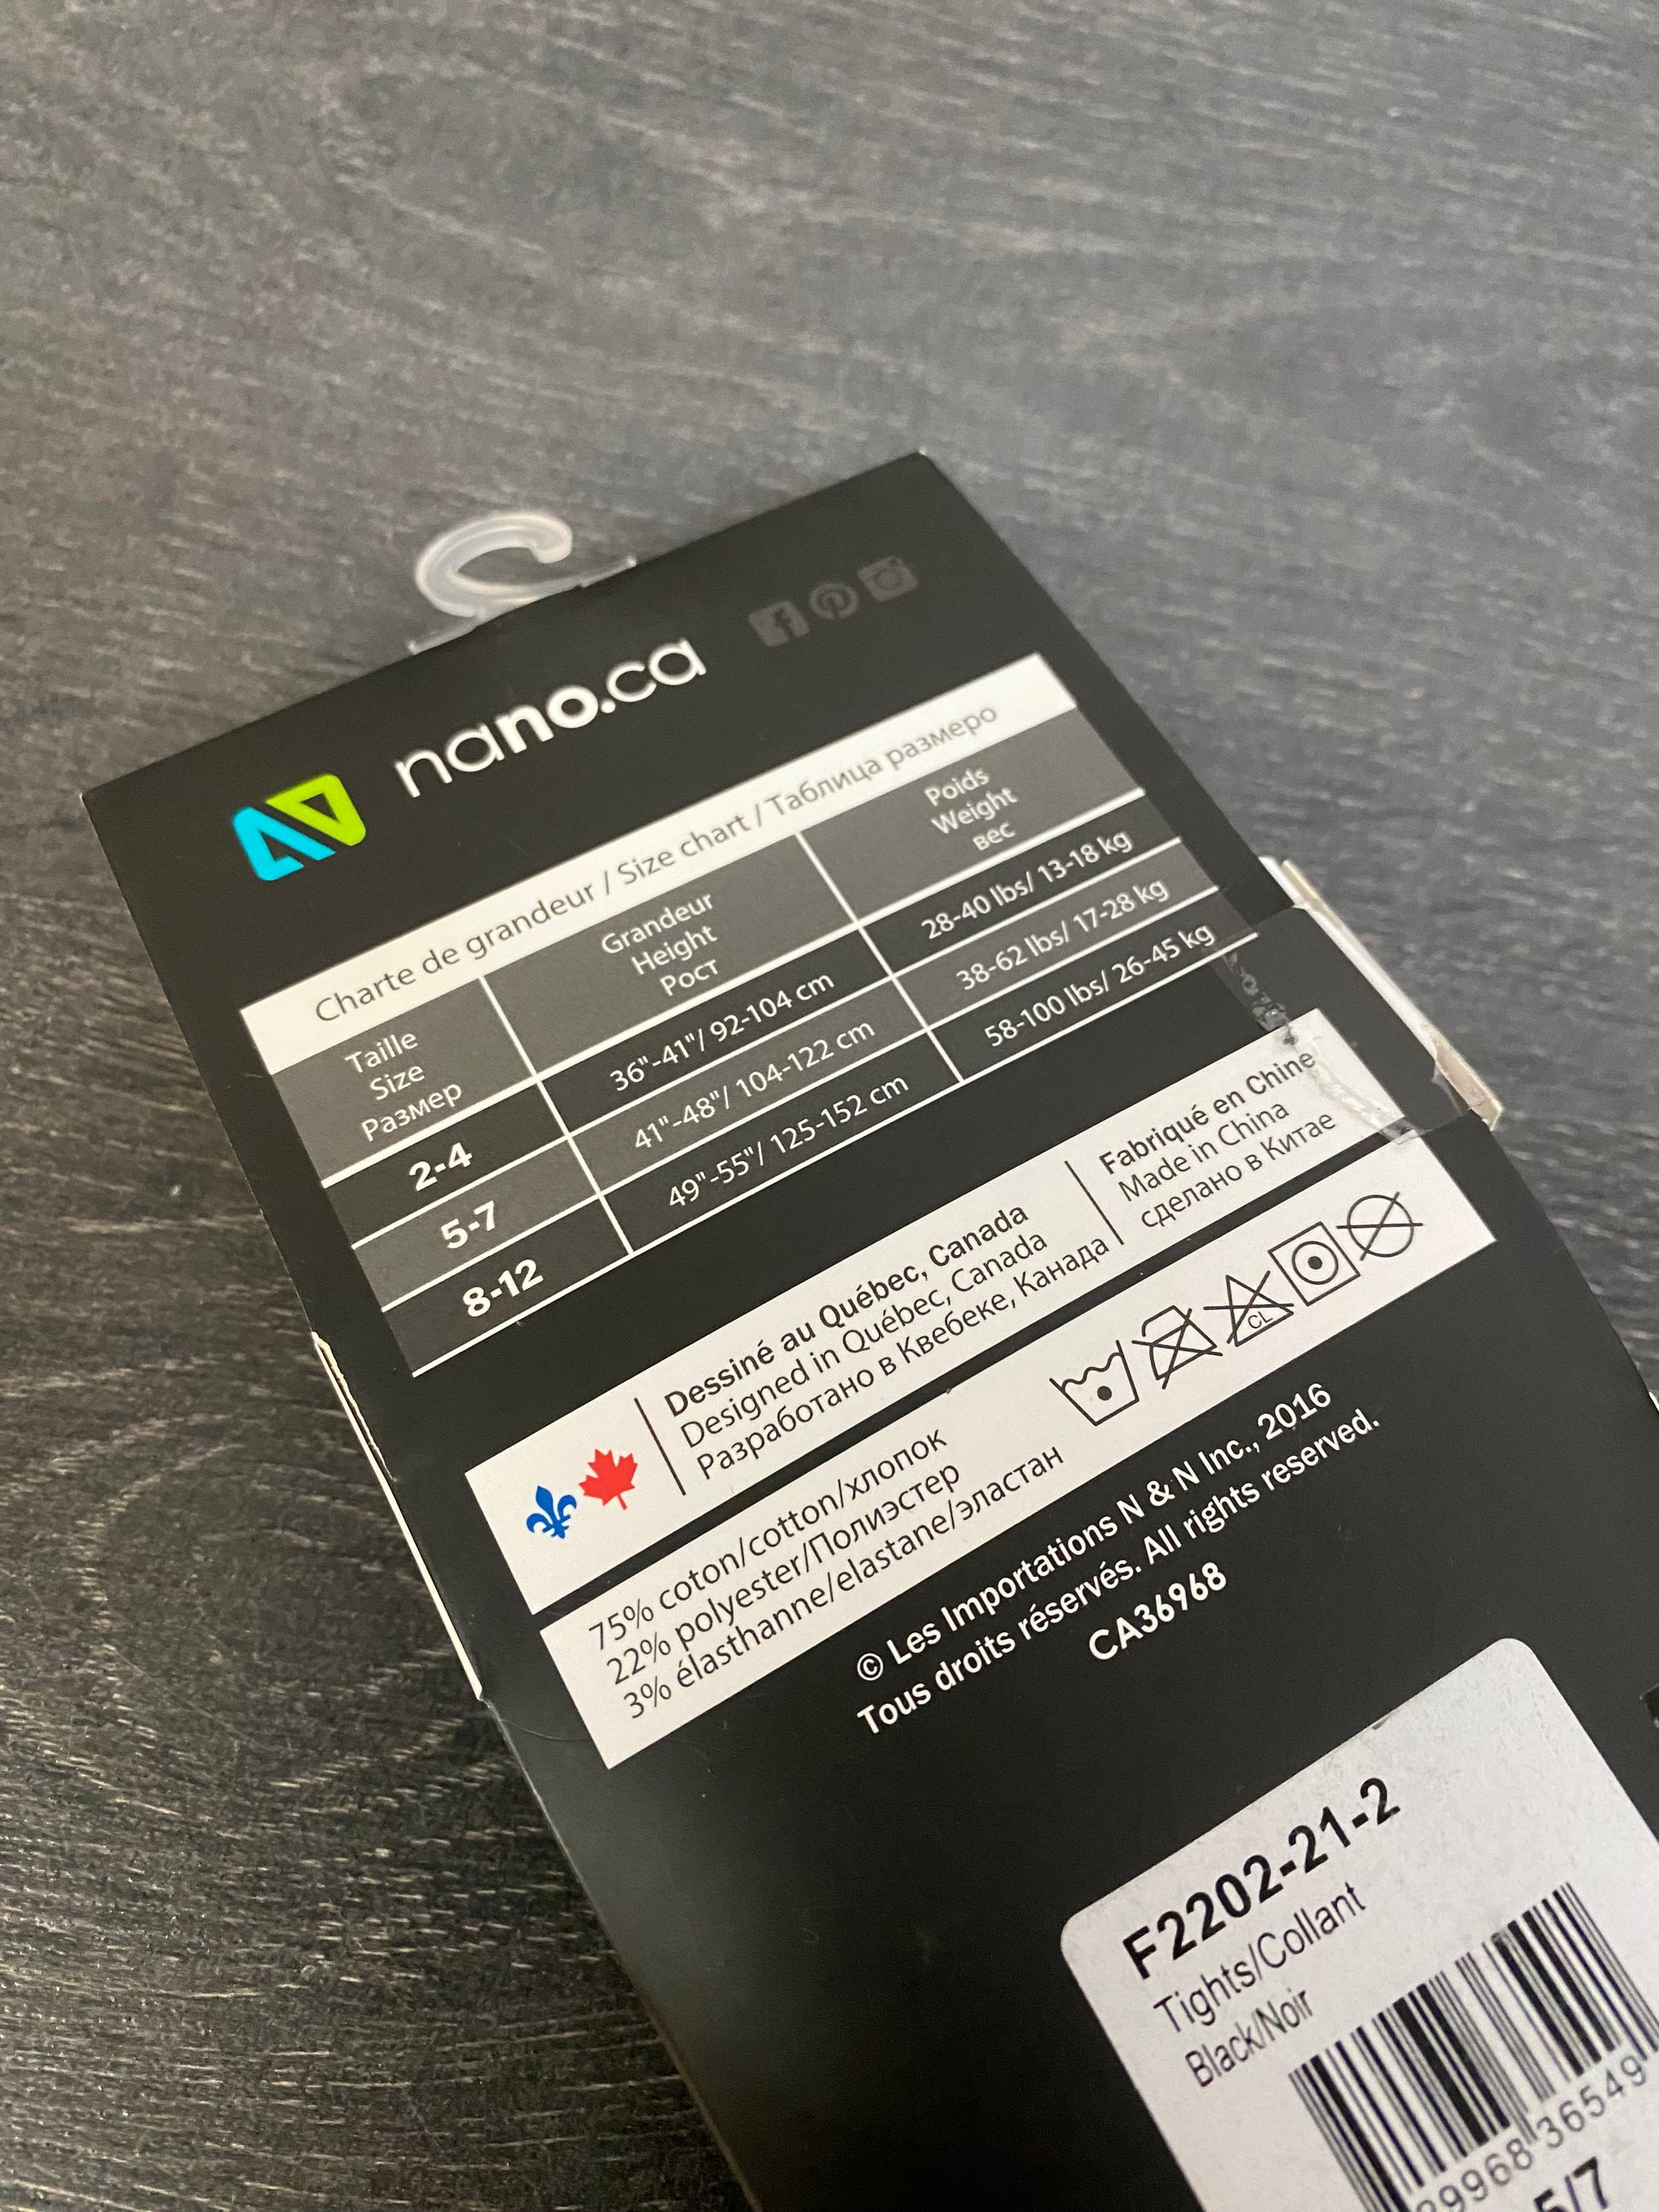 nano.ca
Charte de grandeur / Size chart / Таблица размеро
Taille
Size
Размер
Grandeur
Height
Рост
Poids
Weight
вес
2-4
36"-41"/ 92-104 cm
28-40 lbs/ 13-18 kg
5-7
41"-48"/ 104-122 cm
38-62 lbs/ 17-28 kg
8-12
49"-55"/ 125-152 cm
58-100 lbs/ 26-45 kg
Dessiné au Québec, Canada
Designed in Québec, Canada
Разработано в Квебеке, Канада
Fabriqué en Chine
Made in China
сделано в Китае
75% coton/cotton/хлопок
22% polyester/Полиэстер
3% élasthanne/elastane/эластан
CL
© Les Importations N & N Inc., 2016
Tous droits réservés. All rights reserved.
CA36968
F2202-21-2
Tights/Collant
Black/Noir
29968 36549
5/7